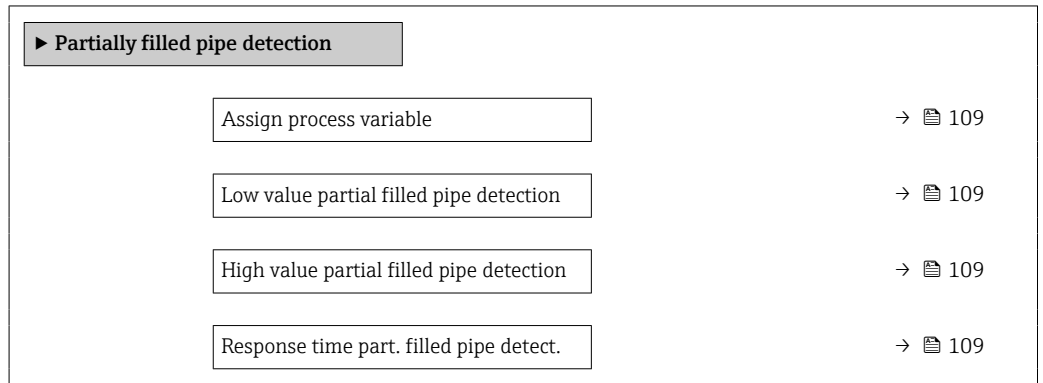 ▶ Partially filled pipe detection
Assign process variable → 109
Low value partial filled pipe detection → 109
High value partial filled pipe detection → 109
Response time part. filled pipe detect. → 109